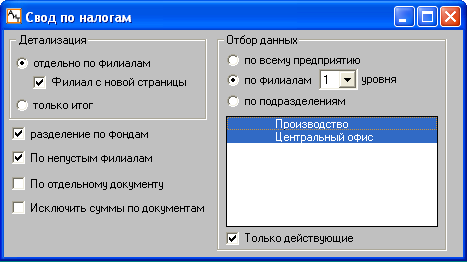 Свод по налогам
Детализация
отдельно по филиалам
Филиал с новой страницы
только итог
разделение по фондам
По непустым филиалам
По отдельному документу
Исключить суммы по документам
Отбор данных
по всему предприятию
по филиалам 1 уровня
по подразделениям
Производство
Центральный офис
Только действующие